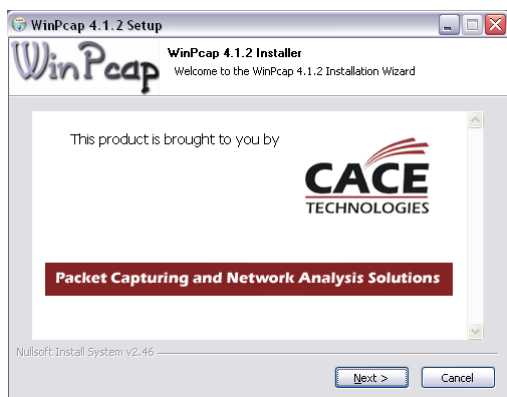 WinPcap 4.1.2 Setup
WinPcap
WinPcap 4.1.2 Installer
Welcome to the WinPcap 4.1.2 Installation Wizard
This product is brought to you by
CACE
TECHNOLOGIES
Packet Capturing and Network Analysis Solutions
Nullsoft Install System v2.46
Next >
Cancel